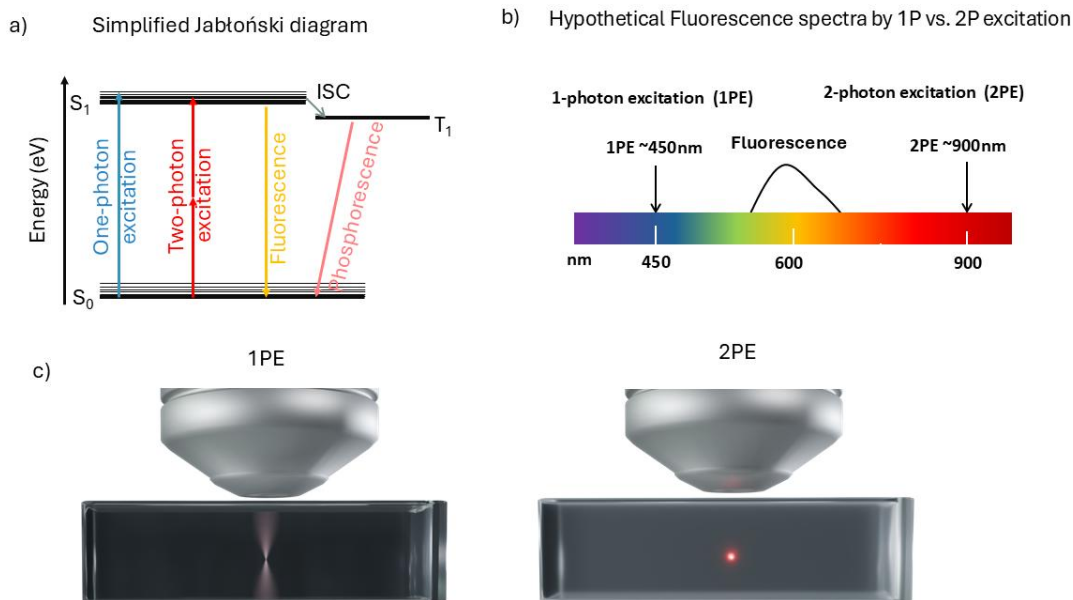 a)
Simplified Jabłoński diagram
Energy (eV)
S1
S0
One-photon
excitation
Two-photon
excitation
Fluorescence
ISC
T1
Phosphorescence
b)
Hypothetical Fluorescence spectra by 1P vs. 2P excitation
1-photon excitation (1PE)
2-photon excitation (2PE)
1PE ~450nm
Fluorescence
2PE ~900nm
nm
450
600
900
c)
1PE
2PE